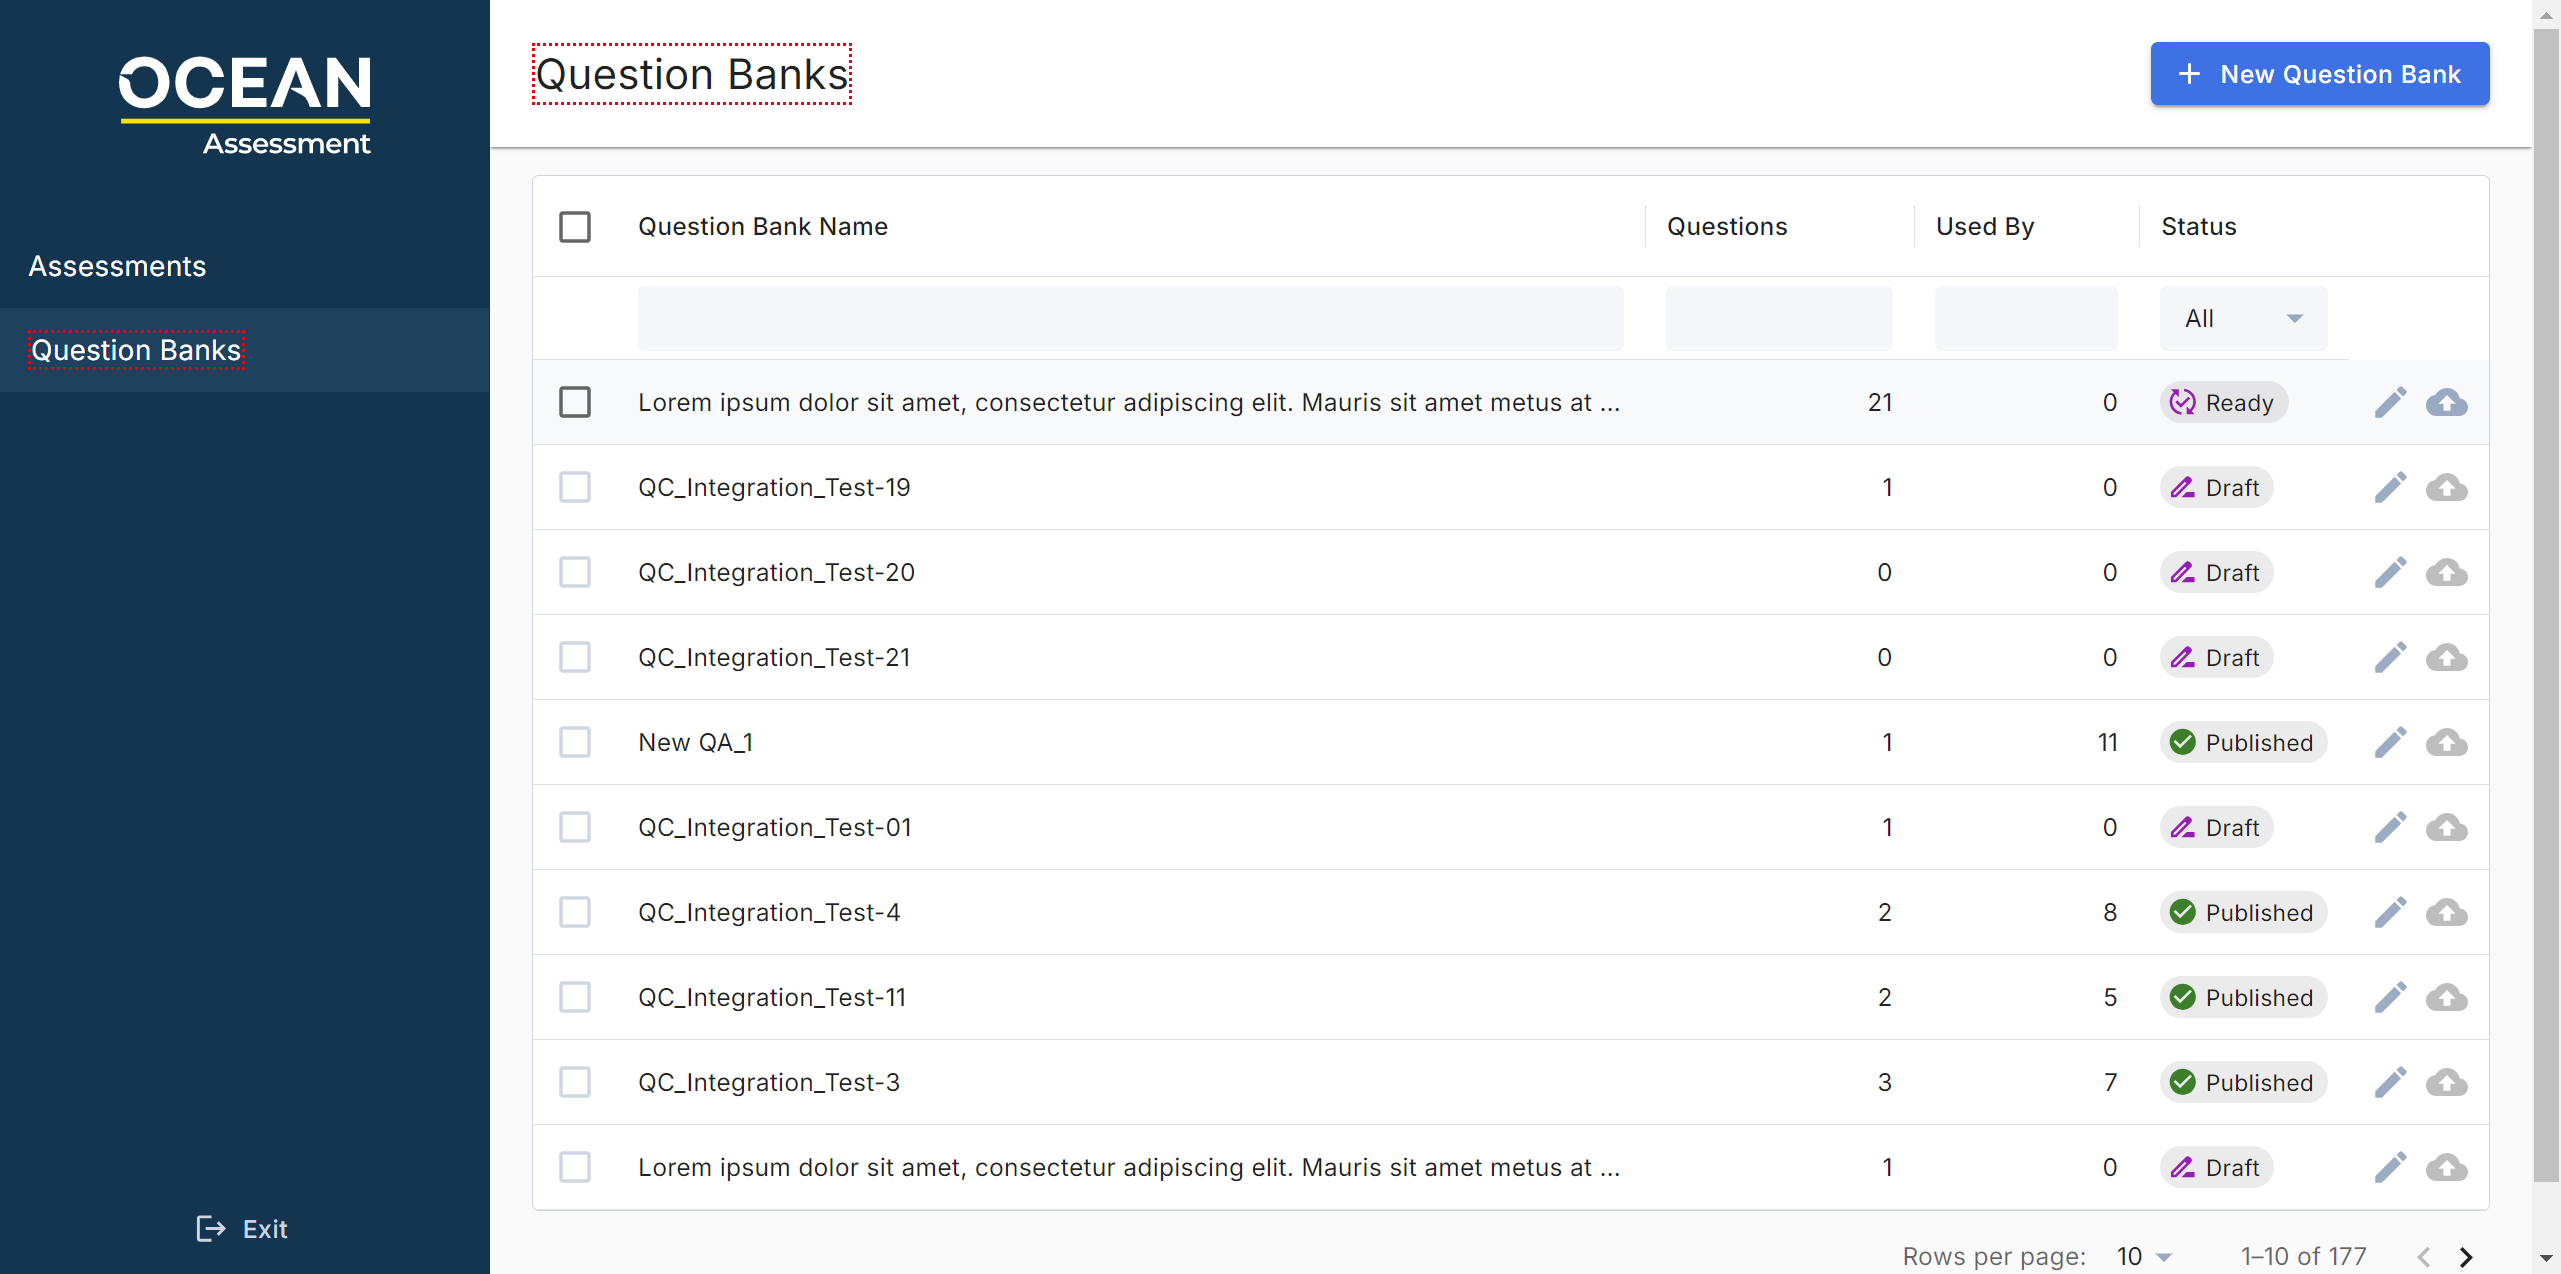 OCEAN
Assessment
Assessments
Question Banks
Exit
Question Banks
New Question Bank
Question Bank Name Questions Used By Status
All
Lorem ipsum dolor sit amet, consectetur adipiscing elit. Mauris sit amet metus at ... 21 0 Ready
QC_Integration_Test-19 1 0 Draft
QC_Integration_Test-20 0 0 Draft
QC_Integration_Test-21 0 0 Draft
New QA_1 1 11 Published
QC_Integration_Test-01 1 0 Draft
QC_Integration_Test-4 2 8 Published
QC_Integration_Test-11 2 5 Published
QC_Integration_Test-3 3 7 Published
Lorem ipsum dolor sit amet, consectetur adipiscing elit. Mauris sit amet metus at ... 1 0 Draft
Rows per page: 10 1–10 of 177